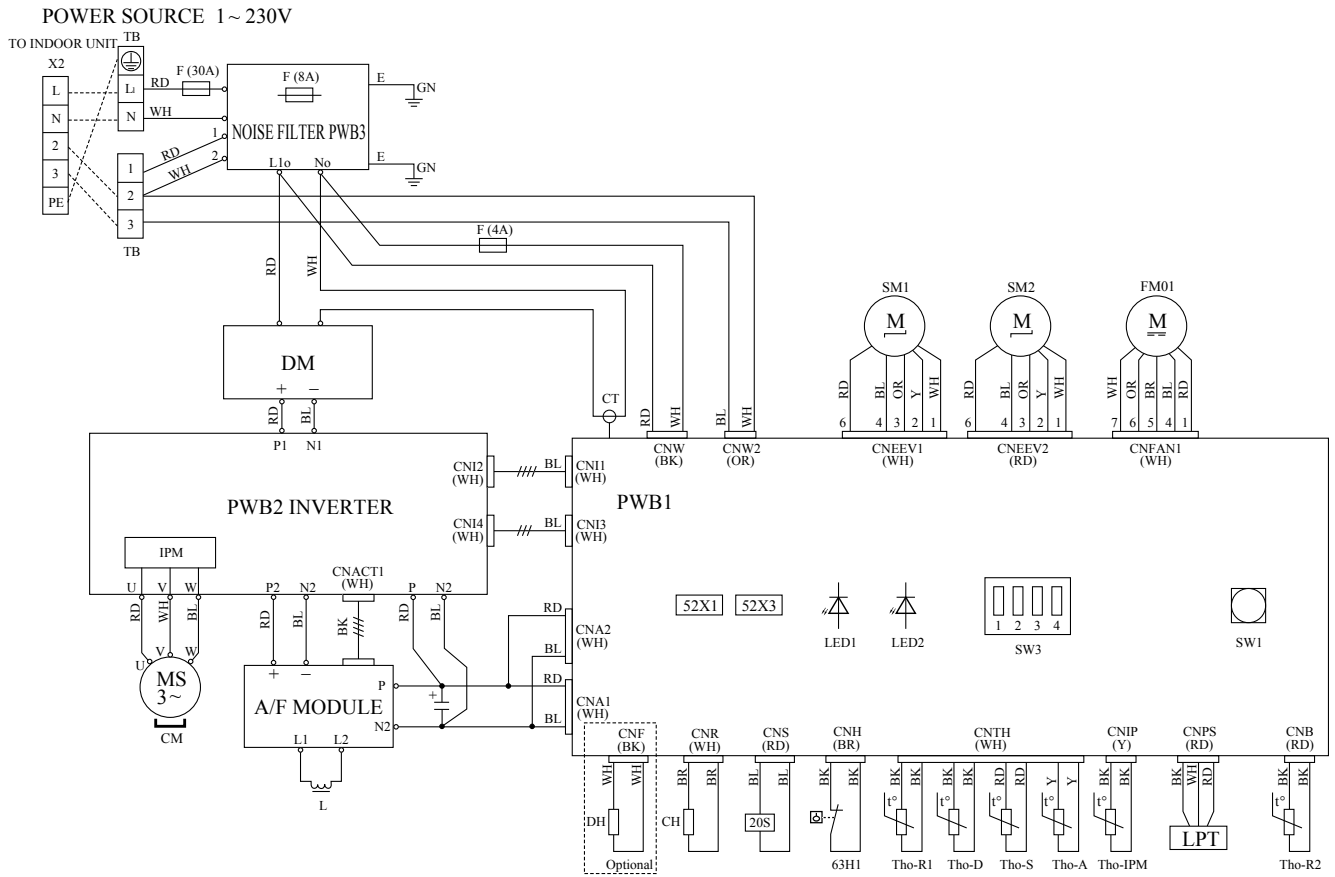 POWER SOURCE 1~ 230V
TO INDOOR UNIT
TB
X2
L
N
2
3
PE
L1
N
RD
WH
F (30A)
F (8A)
NOISE FILTER PWB3
E
GN
E
GN
1
2
RD
WH
L1o
No
1
2
3
TB
F (4A)
RD
WH
DM
+
−
RD
BL
P1
N1
CT
RD
WH
BL
WH
SM1
M
RD
BL
OR
Y
WH
6
4
3
2
1
SM2
M
RD
BL
OR
Y
WH
6
4
3
2
1
FM01
M
WH
OR
BR
BL
RD
7
6
5
4
1
CNW
(BK)
CNW2
(OR)
CNEEV1
(WH)
CNEEV2
(RD)
CNFAN1
(WH)
PWB2 INVERTER
CNI2
(WH)
BL
CNI1
(WH)
CNI4
(WH)
BL
CNI3
(WH)
PWB1
IPM
U
V
W
P2
N2
CNACT1
(WH)
P
N2
RD
WH
BL
RD
BL
BK
RD
BL
U
V
W
MS
3~
CM
+
−
A/F MODULE
P
N2
L1
L2
L
+
RD
BL
CNA2
(WH)
RD
BL
CNA1
(WH)
52X1
52X3
LED1
LED2
1
2
3
4
SW3
SW1
CNF
(BK)
WH
WH
DH
Optional
CNR
(WH)
BR
BR
CH
CNS
(RD)
BL
BL
20S
CNH
(BR)
BK
BK
63H1
CNTH
(WH)
BK
BK
BK
BK
RD
RD
Y
Y
t°
t°
t°
t°
Tho-R1
Tho-D
Tho-S
Tho-A
CNIP
(Y)
BK
BK
t°
Tho-IPM
CNPS
(RD)
BK
WH
RD
LPT
CNB
(RD)
BK
BK
t°
Tho-R2